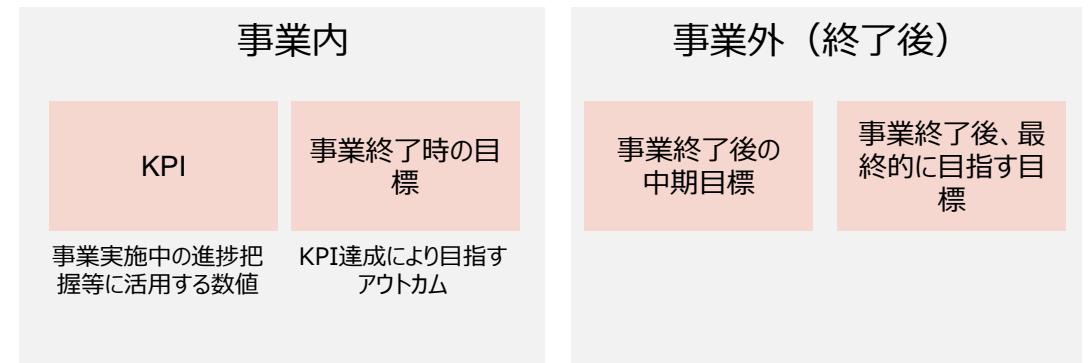 事業内
KPI
事業終了時の目
標
事業実施中の進捗把
握等に活用する数値
KPI達成により目指す
アウトカム
事業外（終了後）
事業終了後の
中期目標
事業終了後、最
終的に目指す目
標